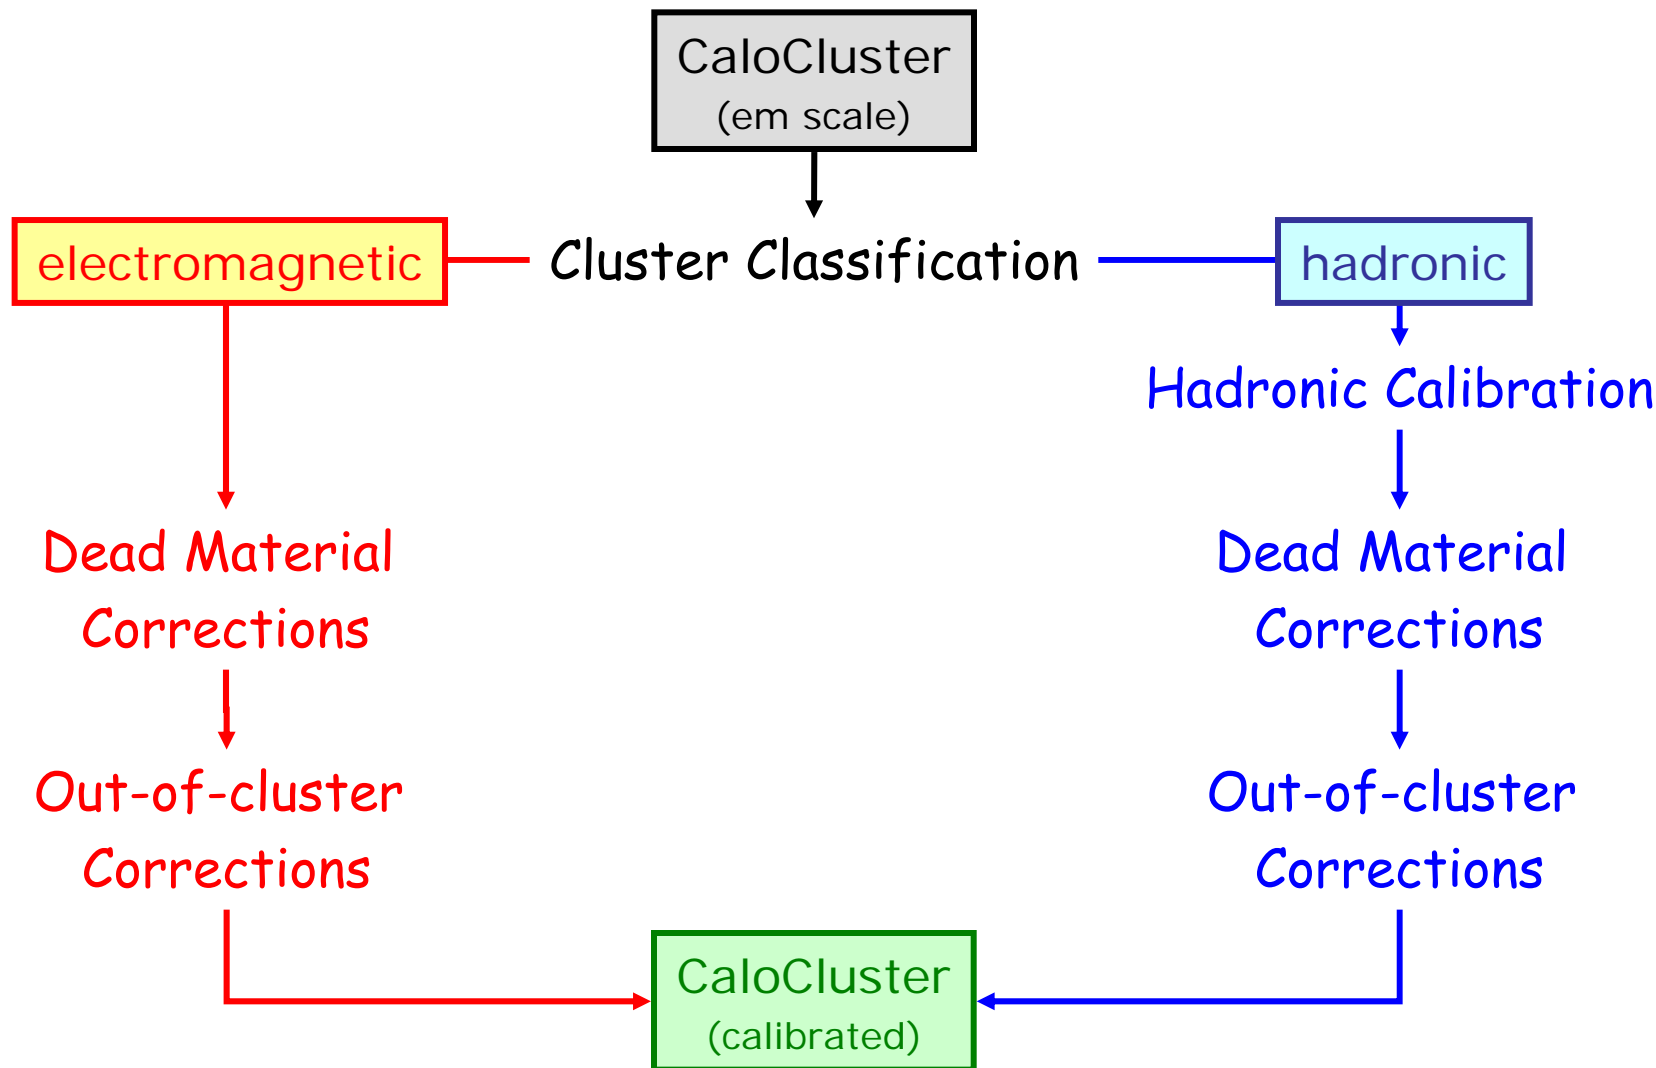 CaloCluster
(em scale)
electromagnetic
Cluster Classification
hadronic
Hadronic Calibration
Dead Material
Corrections
Dead Material
Corrections
Out-of-cluster
Corrections
Out-of-cluster
Corrections
CaloCluster
(calibrated)